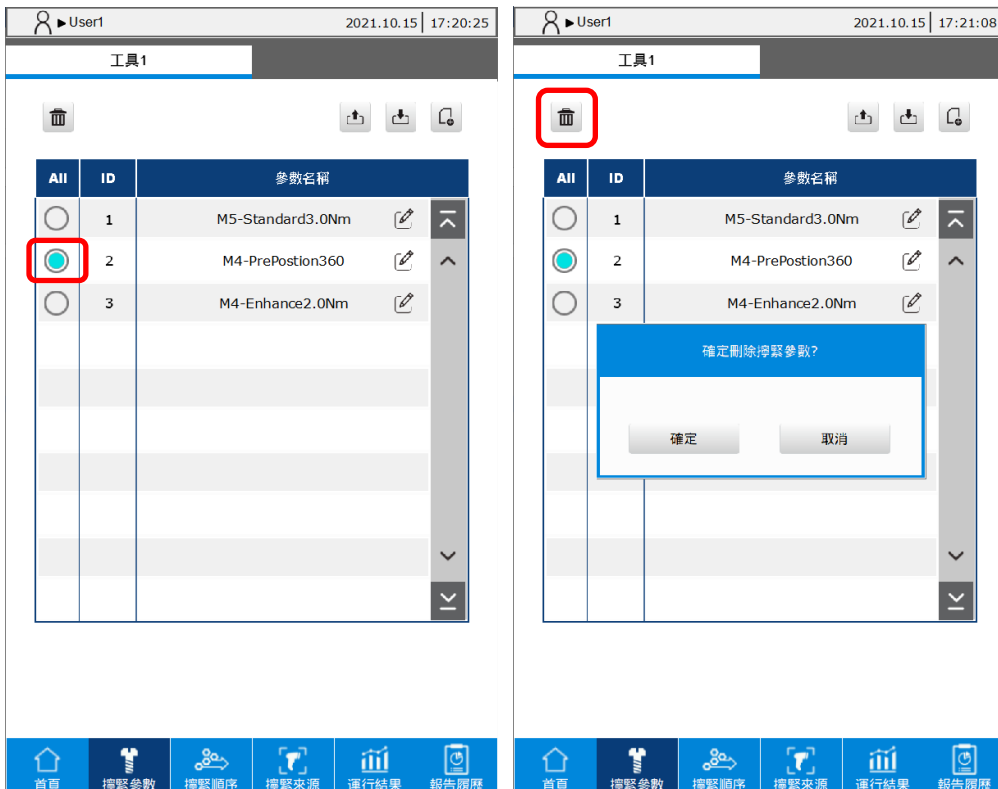 User1 2021.10.15 17:20:25
工具1
All ID 參數名稱
1 M5-Standard3.0Nm
2 M4-PrePostion360
3 M4-Enhance2.0Nm
首頁 擰緊參數 擰緊順序 擰緊來源 運行結果 報告履歷
User1 2021.10.15 17:21:08
工具1
All ID 參數名稱
1 M5-Standard3.0Nm
2 M4-PrePostion360
3 M4-Enhance2.0Nm
確定刪除擰緊參數?
確定 取消
首頁 擰緊參數 擰緊順序 擰緊來源 運行結果 報告履歷